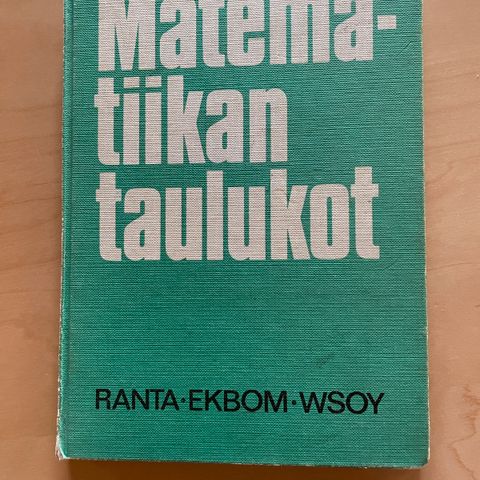 Matema-
tiikan
taulukot
RANTA·EKBOM·WSOY